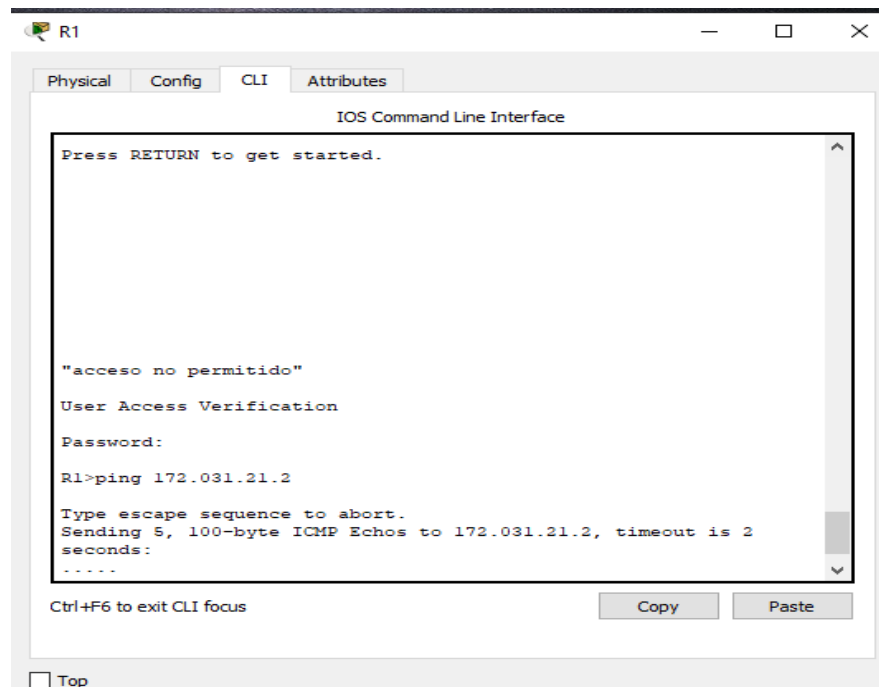 R1
Physical Config CLI Attributes
IOS Command Line Interface
Press RETURN to get started.
"acceso no permitido"
User Access Verification
Password:
R1>ping 172.031.21.2
Type escape sequence to abort.
Sending 5, 100-byte ICMP Echos to 172.031.21.2, timeout is 2
seconds:
.....
Ctrl+F6 to exit CLI focus
Copy Paste
Top